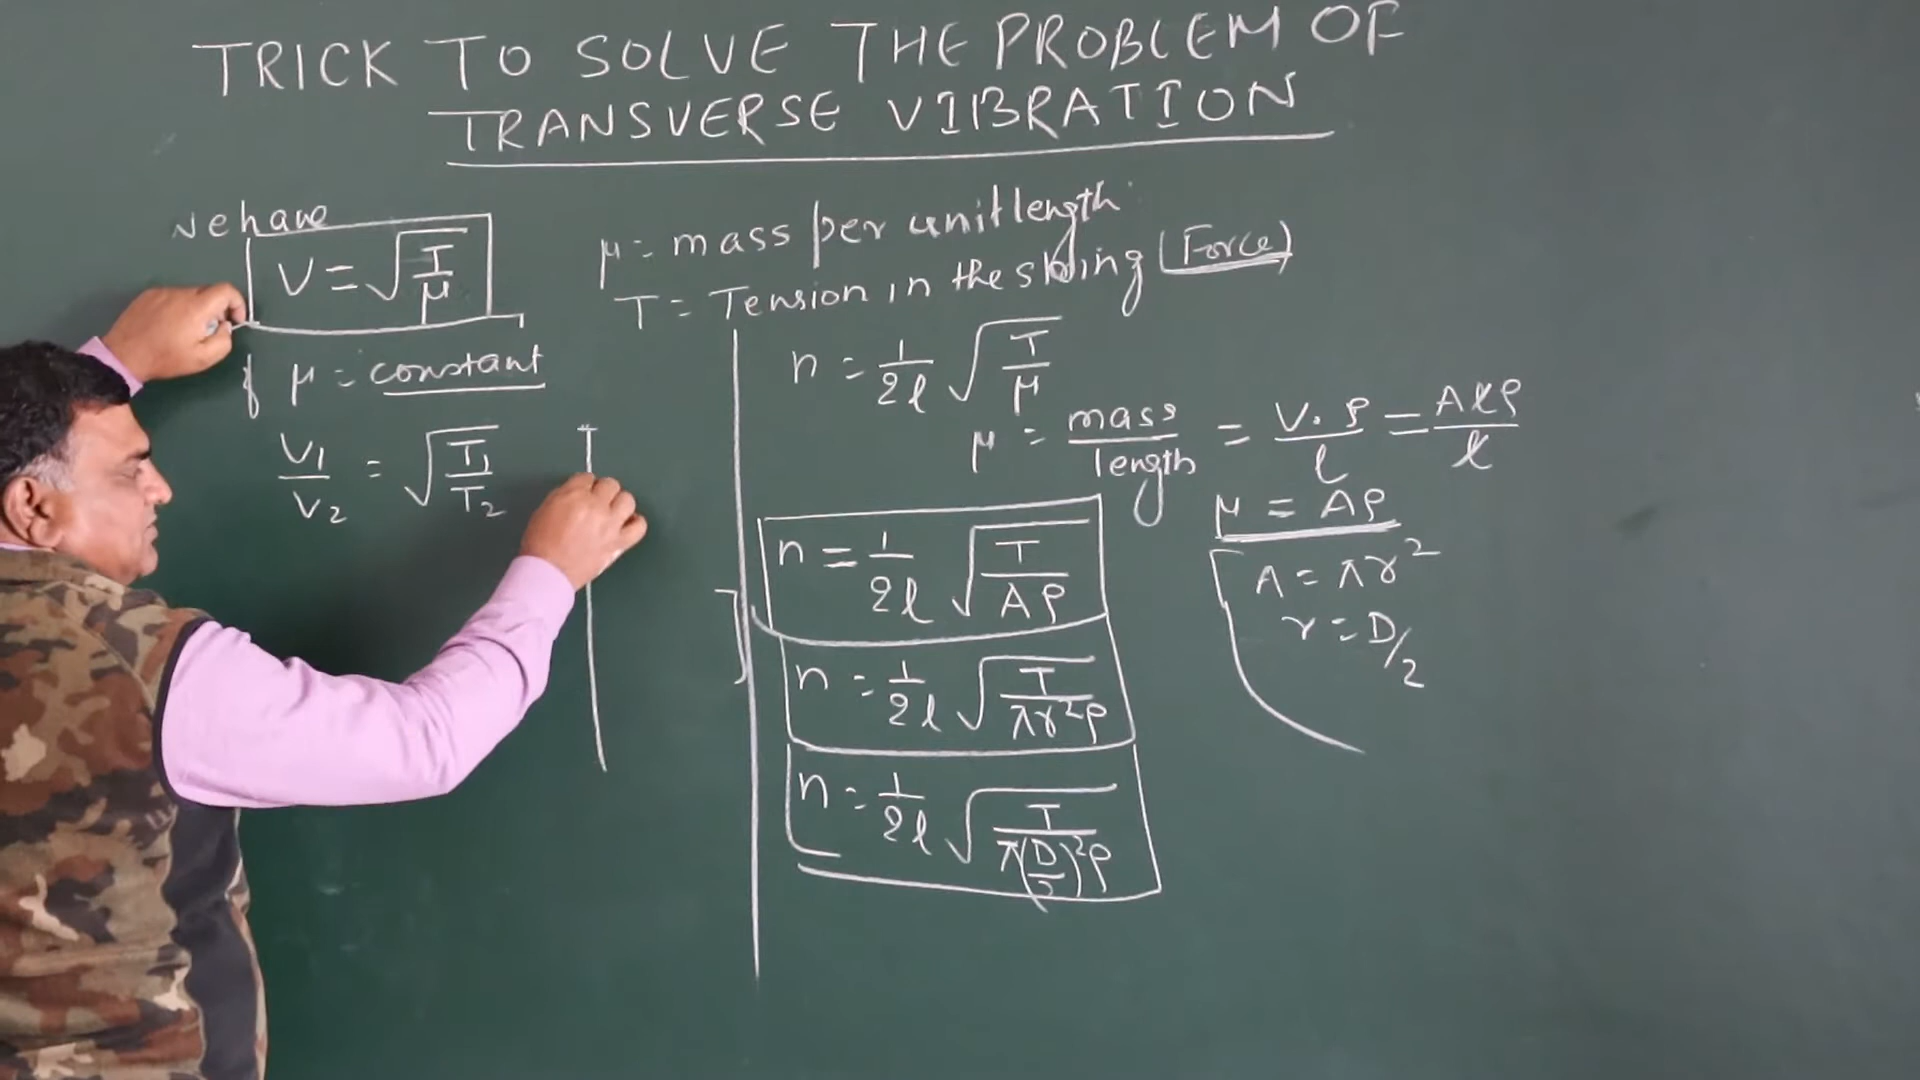 TRICK TO SOLVE THE PROBLEM OF
TRANSVERSE VIBRATION
We have
V = √(T/μ)
μ = mass per unit length
T = Tension in the string (Force)
if μ = constant
V₁/V₂ = √(T₁/T₂)
n = 1/2l √(T/μ)
μ = mass/length = V.ρ/l = Alρ/l
μ = Aρ
A = πr²
r = D/2
n = 1/2l √(T/Aρ)
n = 1/2l √(T/πr²ρ)
n = 1/2l √(T/π(D/2)²ρ)